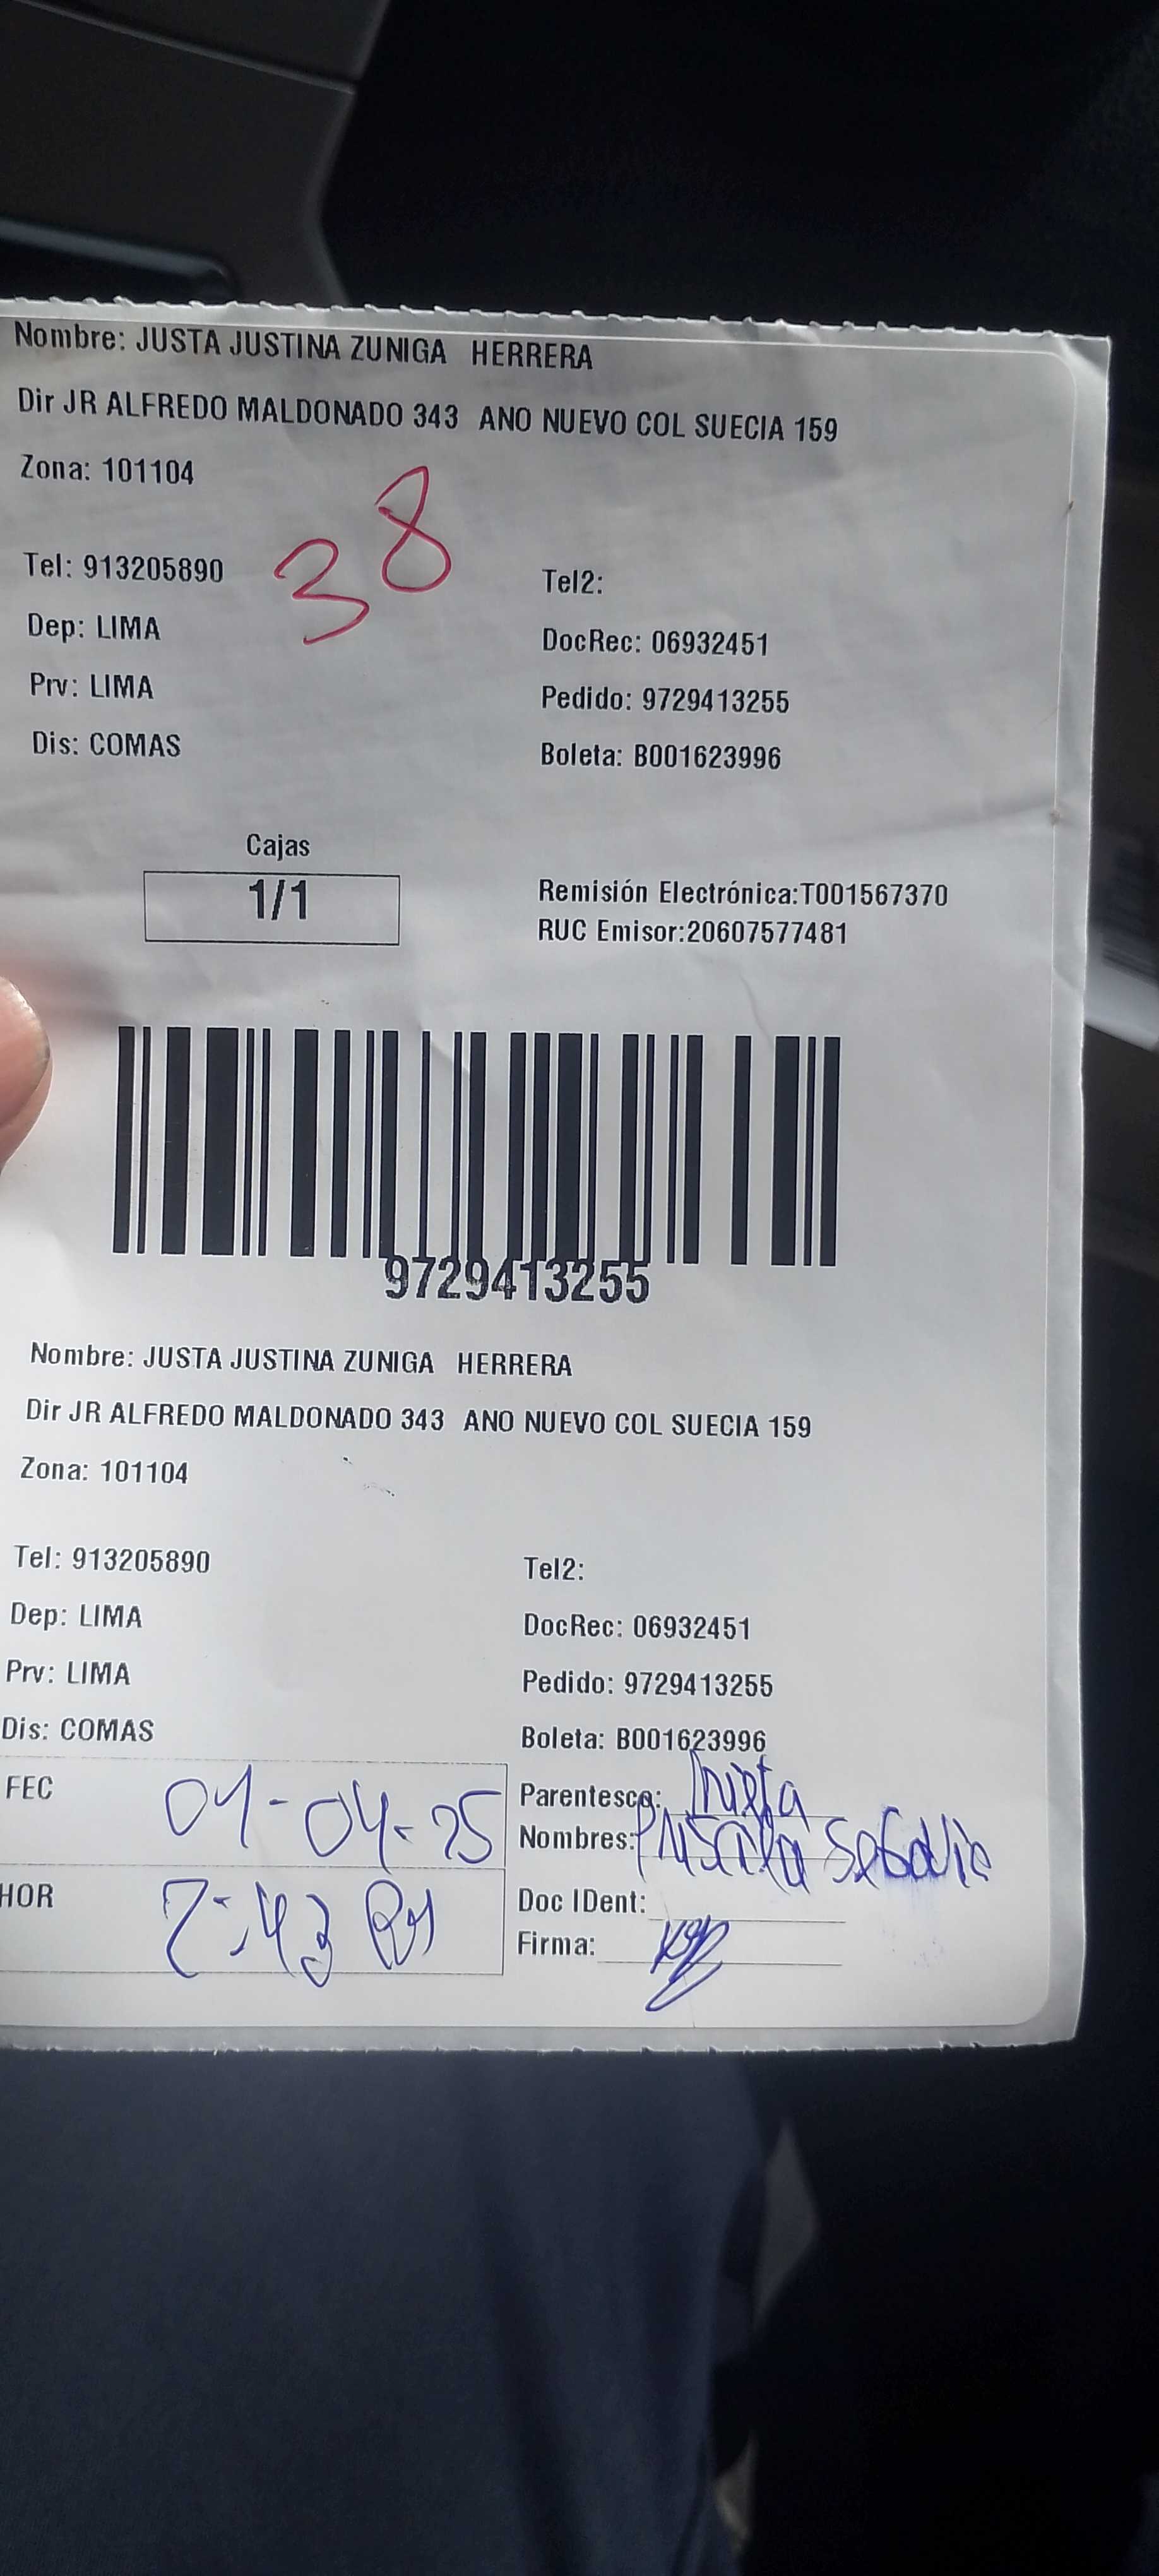 Nombre: JUSTA JUSTINA ZUNIGA HERRERA
Dir JR ALFREDO MALDONADO 343 ANO NUEVO COL SUECIA 159
Zona: 101104
38
Tel: 913205890
Tel2:
Dep: LIMA
DocRec: 06932451
Prv: LIMA
Pedido: 9729413255
Dis: COMAS
Boleta: B001623996
Cajas
1/1
Remisión Electrónica:T001567370
RUC Emisor:20607577481
9729413255
Nombre: JUSTA JUSTINA ZUNIGA HERRERA
Dir JR ALFREDO MALDONADO 343 ANO NUEVO COL SUECIA 159
Zona: 101104
Tel: 913205890
Tel2:
Dep: LIMA
DocRec: 06932451
Prv: LIMA
Pedido: 9729413255
Dis: COMAS
Boleta: B001623996
FEC
Parentesco:
Nombres:
HOR 2:43 PM
Doc IDent:
Firma: